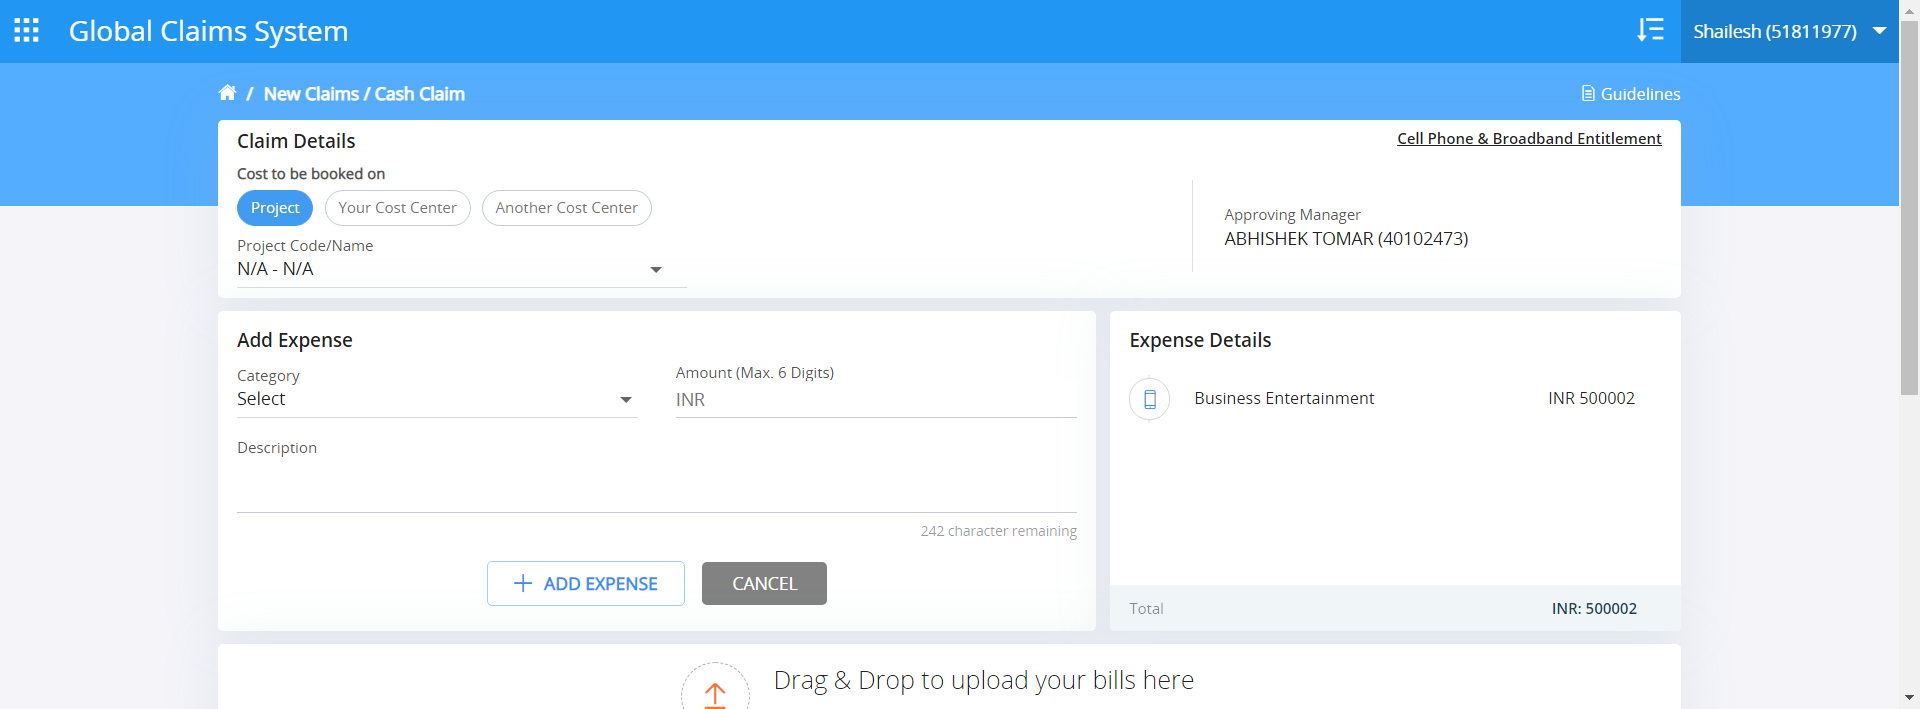 Global Claims System
Shailesh (51811977)
/ New Claims / Cash Claim
Guidelines
Claim Details
Cell Phone & Broadband Entitlement
Cost to be booked on
Project
Your Cost Center
Another Cost Center
Approving Manager
ABHISHEK TOMAR (40102473)
Project Code/Name
N/A - N/A
Add Expense
Category
Select
Amount (Max. 6 Digits)
INR
Description
242 character remaining
ADD EXPENSE
CANCEL
Expense Details
Business Entertainment
INR 500002
Total
INR: 500002
Drag & Drop to upload your bills here